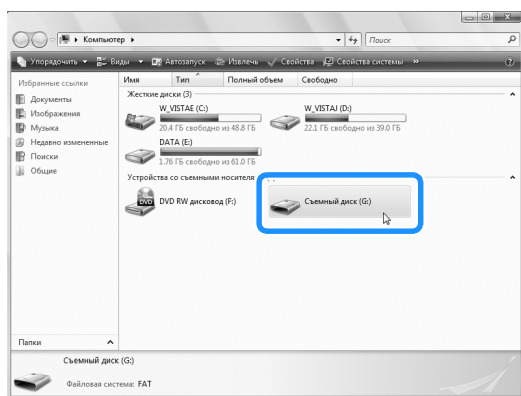 Компьютер
Поиск
Упорядочить Виды Автозапуск Извлечь Свойства Свойства системы »
Избранные ссылки
Документы
Изображения
Музыка
Недавно измененные
Поиски
Общие
Папки
Имя Тип Полный объем Свободно
Жесткие диски (3)
W_VISTAE (C:)
20.4 ГБ свободно из 48.8 ГБ
W_VISTAJ (D:)
22.1 ГБ свободно из 39.0 ГБ
DATA (E:)
1.76 ГБ свободно из 61.0 ГБ
Устройства со съемными носителя
DVD RW дисковод (F:)
DVD
Съемный диск (G:)
Съемный диск (G:)
Файловая система: FAT